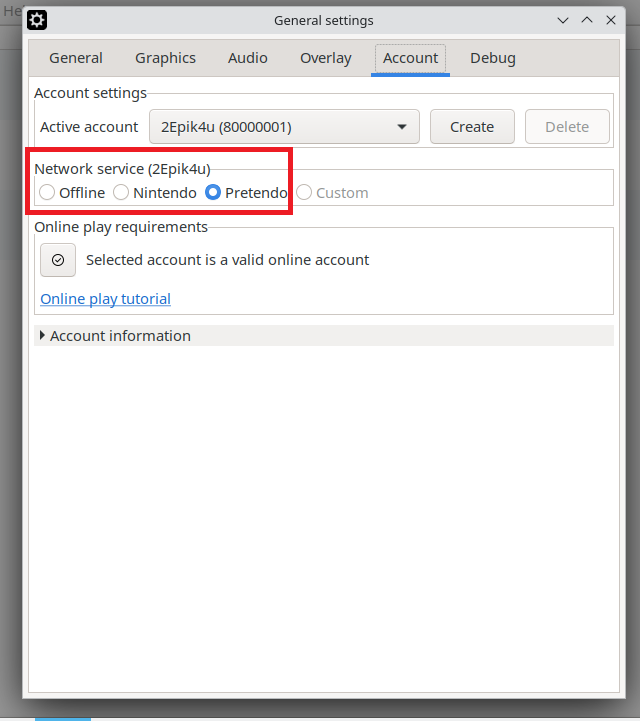 He
General settings
General Graphics Audio Overlay Account Debug
Account settings
Active account 2Epik4u (80000001) Create Delete
Network service (2Epik4u)
Offline Nintendo Pretendo Custom
Online play requirements
Selected account is a valid online account
Online play tutorial
Account information